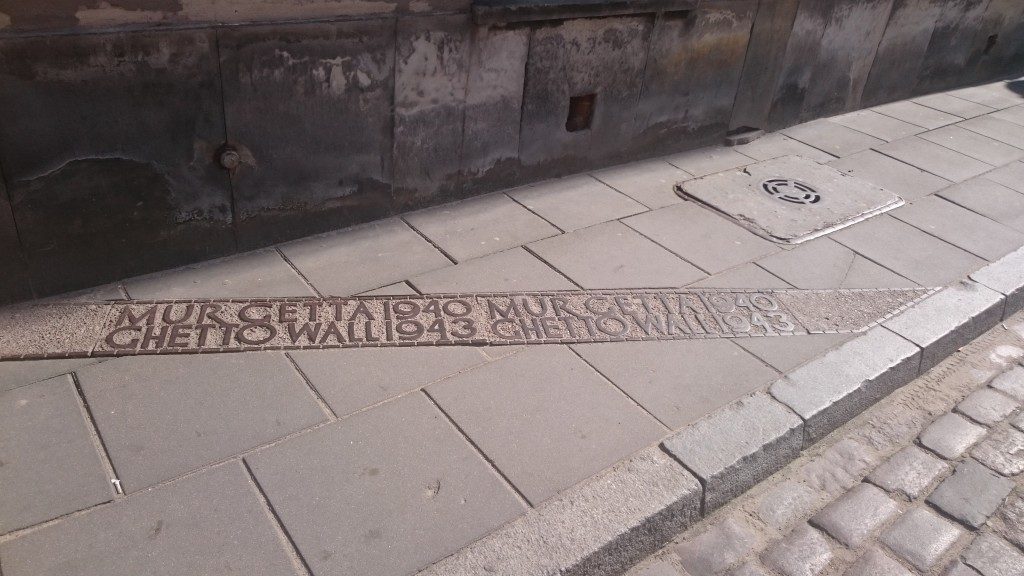 MUR GETTA 1940 MUR GETTA 1940
GHETTO WALL 1943 GHETTO WALL 1943